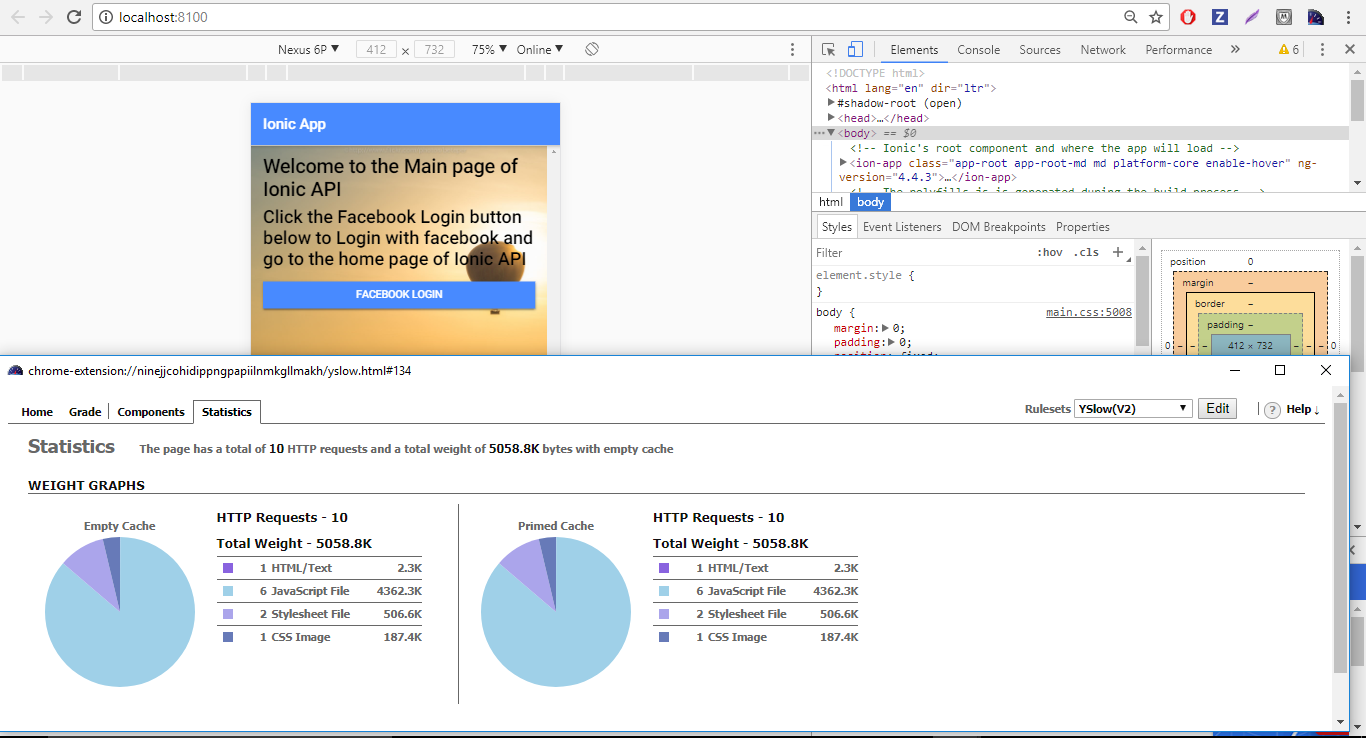 localhost:8100
Nexus 6P ▼ 412 × 732 75% ▼ Online ▼
Elements Console Sources Network Performance » 6
Ionic App
Welcome to the Main page of
Ionic API
Click the Facebook Login button
below to Login with facebook and
go to the home page of Ionic API
FACEBOOK LOGIN
<!DOCTYPE html>
<html lang="en" dir="ltr">
▶#shadow-root (open)
▶<head>…</head>
…▼<body> == $0
<!-- Ionic's root component and where the app will load -->
▶<ion-app class="app-root app-root-md md platform-core enable-hover" ng-
version="4.4.3">…</ion-app>
<!-- The polyfills js is generated during the build process -->
html body
Styles Event Listeners DOM Breakpoints Properties
Filter :hov .cls +
element.style {
}
body { main.css:5008
margin:▶ 0;
padding:▶ 0;
position: fixed;
position 0
margin –
border –
padding –
0 – – – 412 × 732 – – – 0
chrome-extension://ninejjcohidippngpapiilnmkgllmakh/yslow.html#134
Home Grade Components Statistics
Rulesets YSlow(V2) ▼ Edit ? Help ↓
Statistics The page has a total of 10 HTTP requests and a total weight of 5058.8K bytes with empty cache
WEIGHT GRAPHS
Empty Cache
HTTP Requests - 10
Total Weight - 5058.8K
1 HTML/Text 2.3K
6 JavaScript File 4362.3K
2 Stylesheet File 506.6K
1 CSS Image 187.4K
Primed Cache
HTTP Requests - 10
Total Weight - 5058.8K
1 HTML/Text 2.3K
6 JavaScript File 4362.3K
2 Stylesheet File 506.6K
1 CSS Image 187.4K